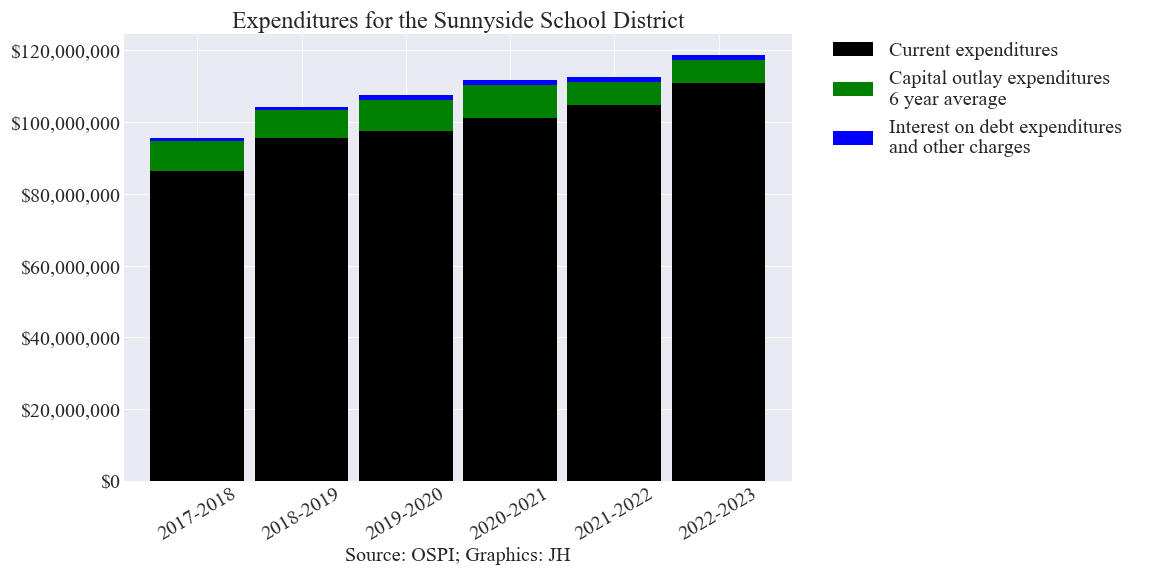 Expenditures for the Sunnyside School District
$120,000,000
$100,000,000
$80,000,000
$60,000,000
$40,000,000
$20,000,000
$0
2017-2018
2018-2019
2019-2020
2020-2021
2021-2022
2022-2023
Source: OSPI; Graphics: JH
Current expenditures
Capital outlay expenditures
6 year average
Interest on debt expenditures
and other charges